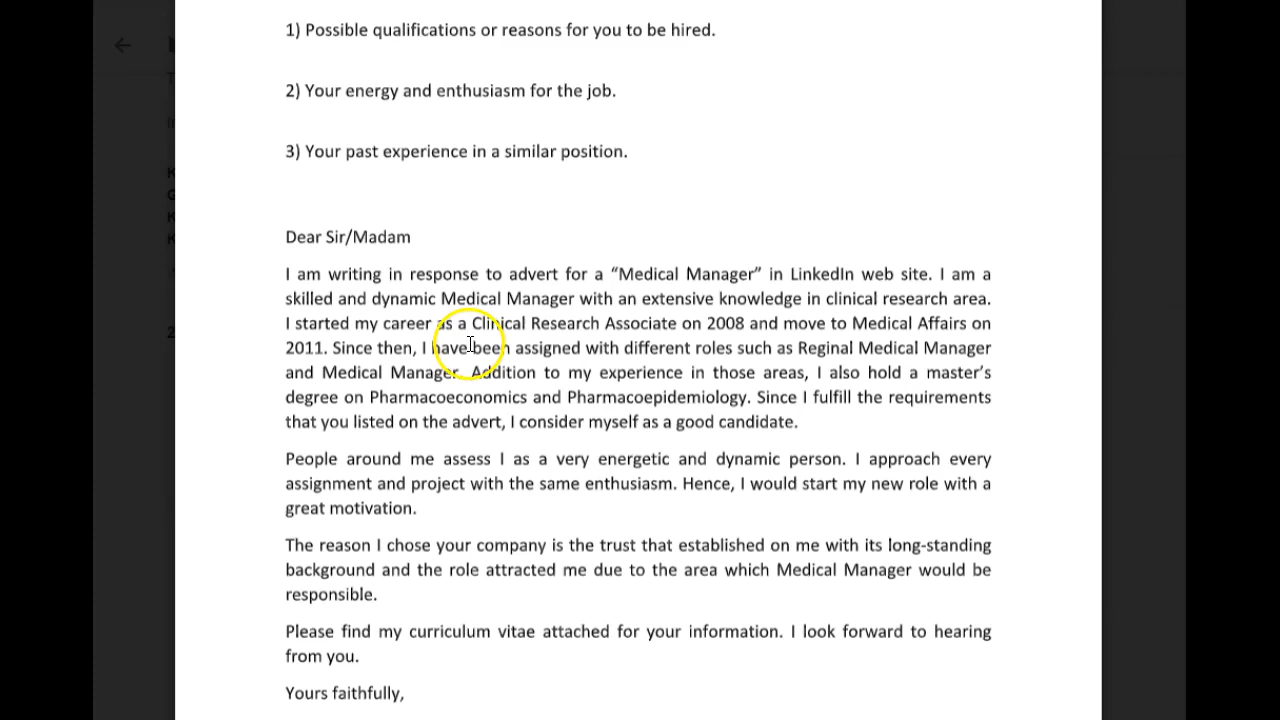 1) Possible qualifications or reasons for you to be hired.
2) Your energy and enthusiasm for the job.
3) Your past experience in a similar position.
Dear Sir/Madam
I am writing in response to advert for a “Medical Manager” in LinkedIn web site. I am a
skilled and dynamic Medical Manager with an extensive knowledge in clinical research area.
I started my career as a Clinical Research Associate on 2008 and move to Medical Affairs on
2011. Since then, I have been assigned with different roles such as Reginal Medical Manager
and Medical Manager. Addition to my experience in those areas, I also hold a master’s
degree on Pharmacoeconomics and Pharmacoepidemiology. Since I fulfill the requirements
that you listed on the advert, I consider myself as a good candidate.
People around me assess I as a very energetic and dynamic person. I approach every
assignment and project with the same enthusiasm. Hence, I would start my new role with a
great motivation.
The reason I chose your company is the trust that established on me with its long-standing
background and the role attracted me due to the area which Medical Manager would be
responsible.
Please find my curriculum vitae attached for your information. I look forward to hearing
from you.
Yours faithfully,